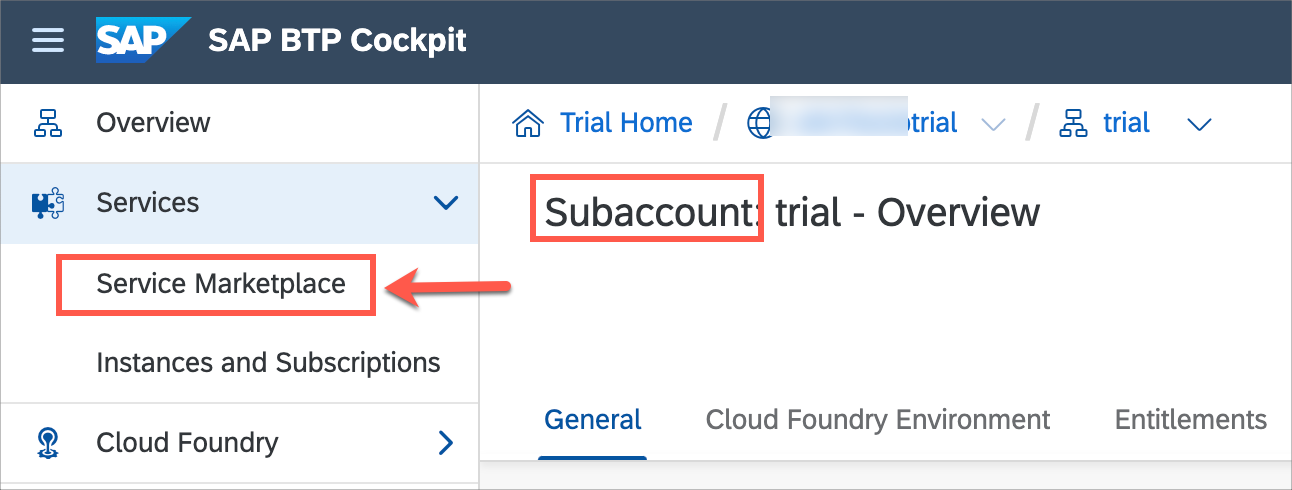 SAP SAP BTP Cockpit
Overview
Services
Service Marketplace
Instances and Subscriptions
Cloud Foundry
Trial Home / trial / trial
Subaccount: trial - Overview
General Cloud Foundry Environment Entitlements